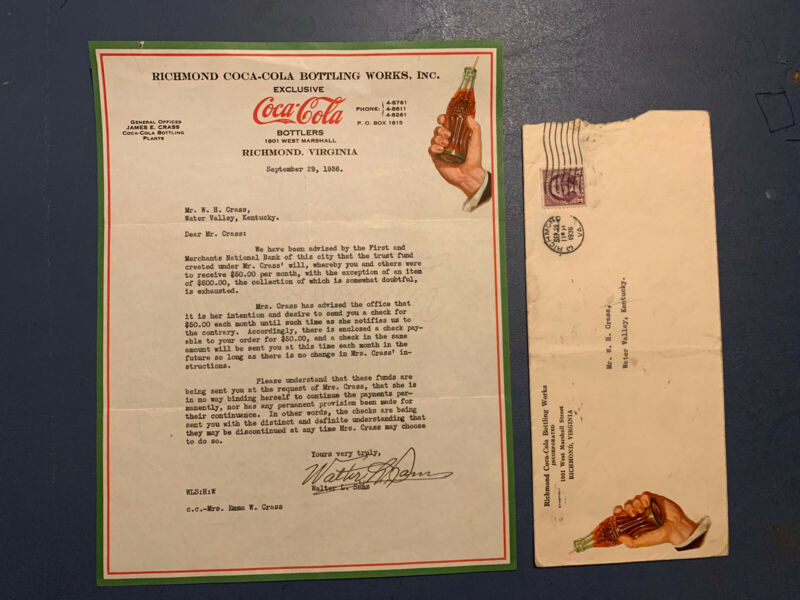 RICHMOND COCA-COLA BOTTLING WORKS, INC.
EXCLUSIVE
Coca-Cola
BOTTLERS
1801 WEST MARSHALL
RICHMOND, VIRGINIA
GENERAL OFFICES
JAMES E. CRASS
COCA-COLA BOTTLING
PLANTS
PHONE: 4-8761
4-8611
4-8261
P. O. BOX 1815
September 29, 1936.
Mr. W. H. Crass,
Water Valley, Kentucky.
Dear Mr. Crass:
We have been advised by the First and
Merchants National Bank of this city that the trust fund
created under Mr. Crass' will, whereby you and others were
to receive $50.00 per month, with the exception of an item
of $600.00, the collection of which is somewhat doubtful,
is exhausted.
Mrs. Crass has advised the office that
it is her intention and desire to send you a check for
$50.00 each month until such time as she notifies us to
the contrary. Accordingly, there is enclosed a check pay-
able to your order for $50.00, and a check in the same
amount will be sent you at this time each month in the
future so long as there is no change in Mrs. Crass' in-
structions.
Please understand that these funds are
being sent you at the request of Mrs. Crass, that she is
in no way binding herself to continue the payments per-
manently, nor has any permanent provision been made for
their continuance. In other words, the checks are being
sent you with the distinct and definite understanding that
they may be discontinued at any time Mrs. Crass may choose
to do so.
Yours very truly,
Walter L. Sams
WLS:H:W
c.c.-Mrs. Emma W. Crass
RICHMOND
SEP
1936
VA.
Mr. W. H. Crass,
Water Valley, Kentucky.
Richmond Coca-Cola Bottling Works
INCORPORATED
1801 West Marshall Street
RICHMOND, VIRGINIA